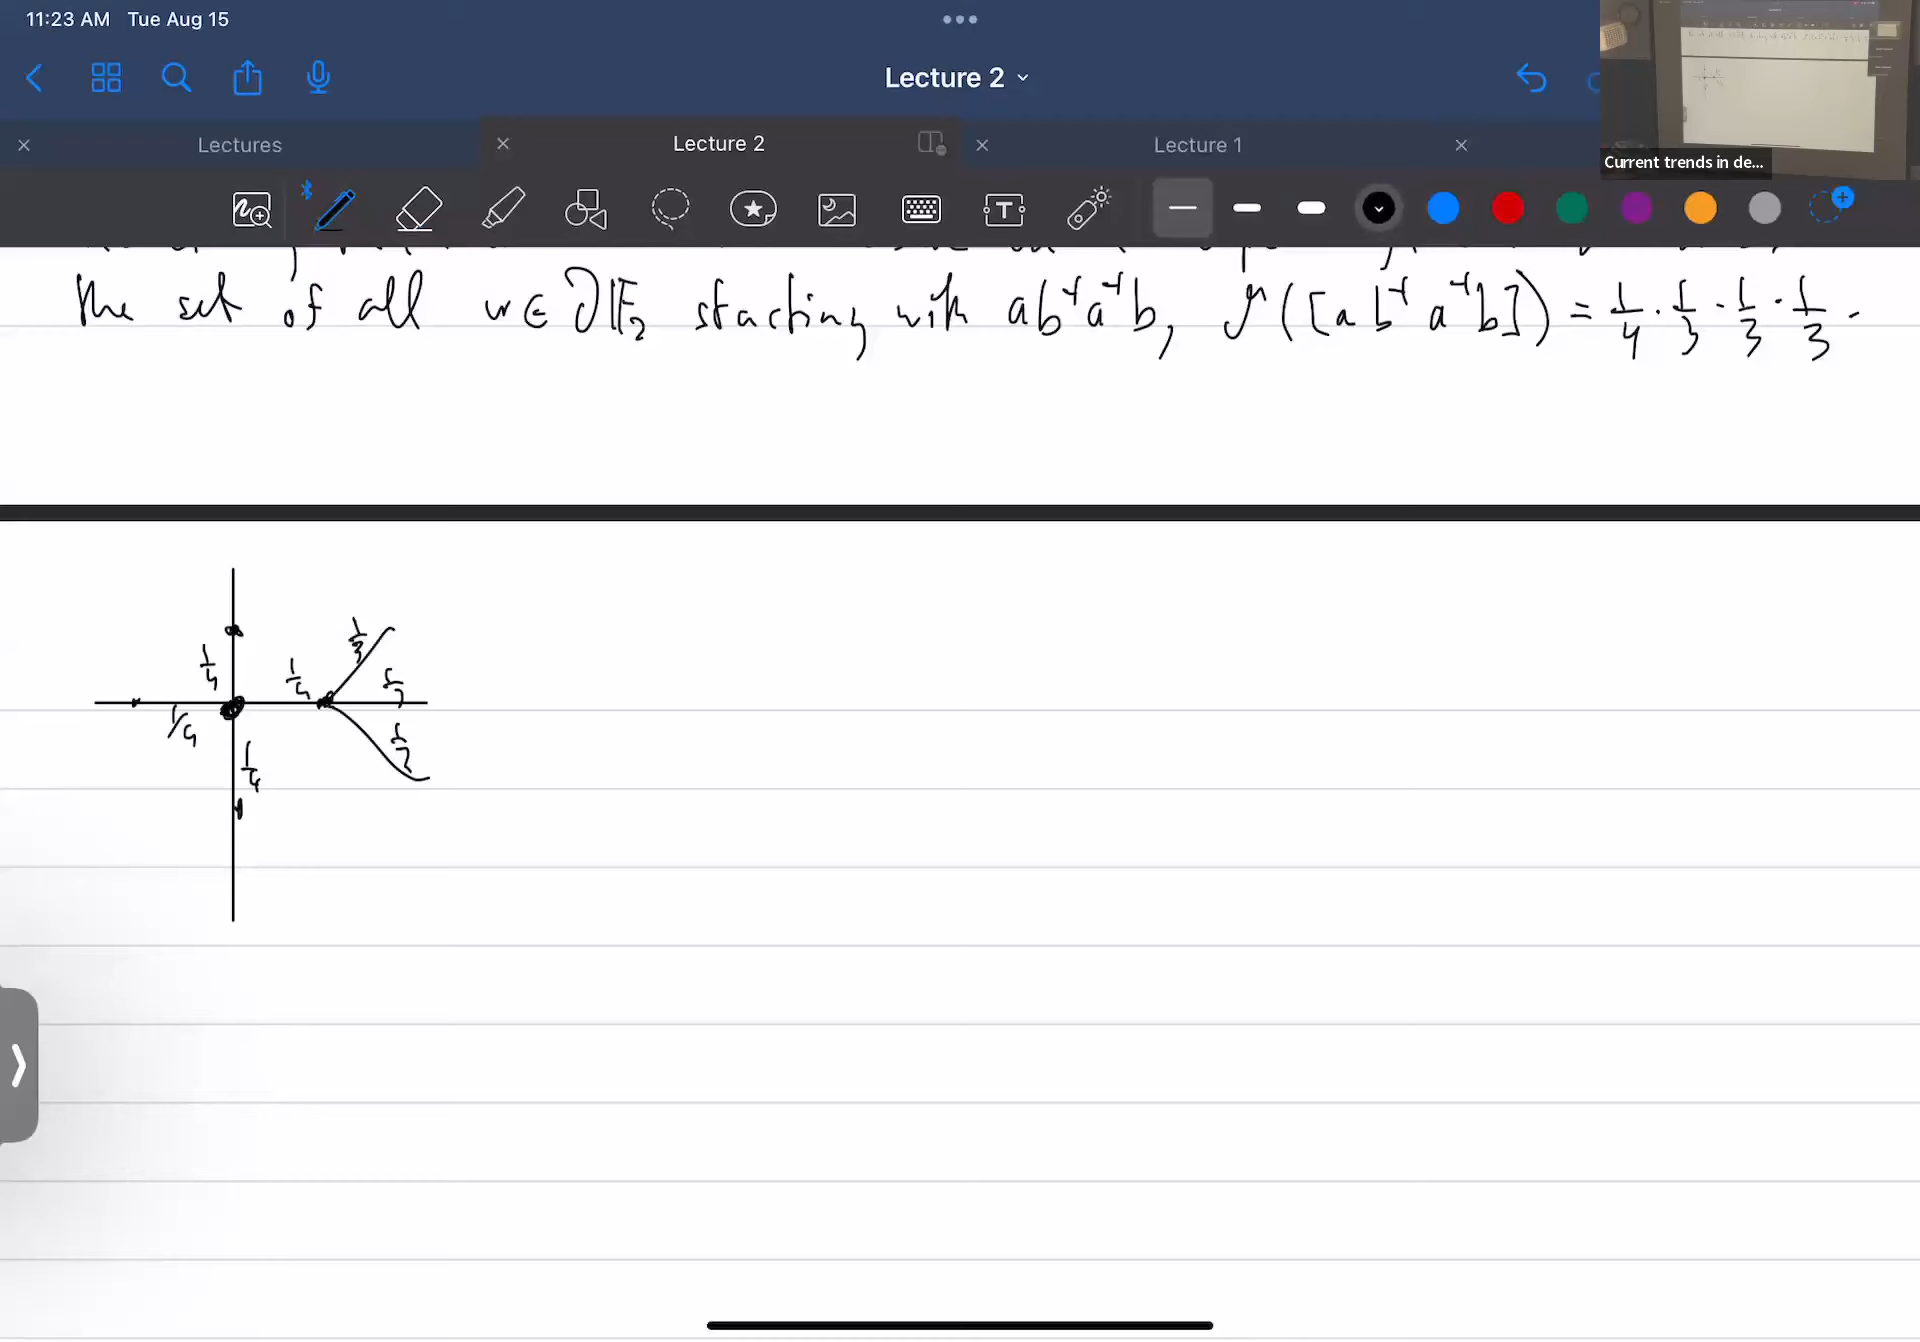 11:23 AM Tue Aug 15
Lecture 2
Lectures
Lecture 2
Lecture 1
Current trends in de...
the set of all w ∈ ∂𝔽₂ starting with ab⁻¹a⁻¹b, μ([ab⁻¹a⁻¹b]) = 1/4 · 1/3 · 1/3 · 1/3 .
1/3
1/4 1/4 1/3
1/4 1/3
1/4